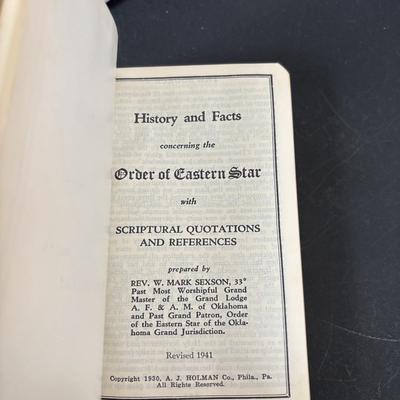 History and Facts
concerning the
Order of Eastern Star
with
SCRIPTURAL QUOTATIONS
AND REFERENCES
prepared by
REV. W. MARK SEXSON, 33°
Past Most Worshipful Grand
Master of the Grand Lodge
A. F. & A. M. of Oklahoma
and Past Grand Patron, Order
of the Eastern Star of the Okla-
homa Grand Jurisdiction.
Revised 1941
Copyright 1930, A. J. HOLMAN Co., Phila., Pa.
All Rights Reserved.